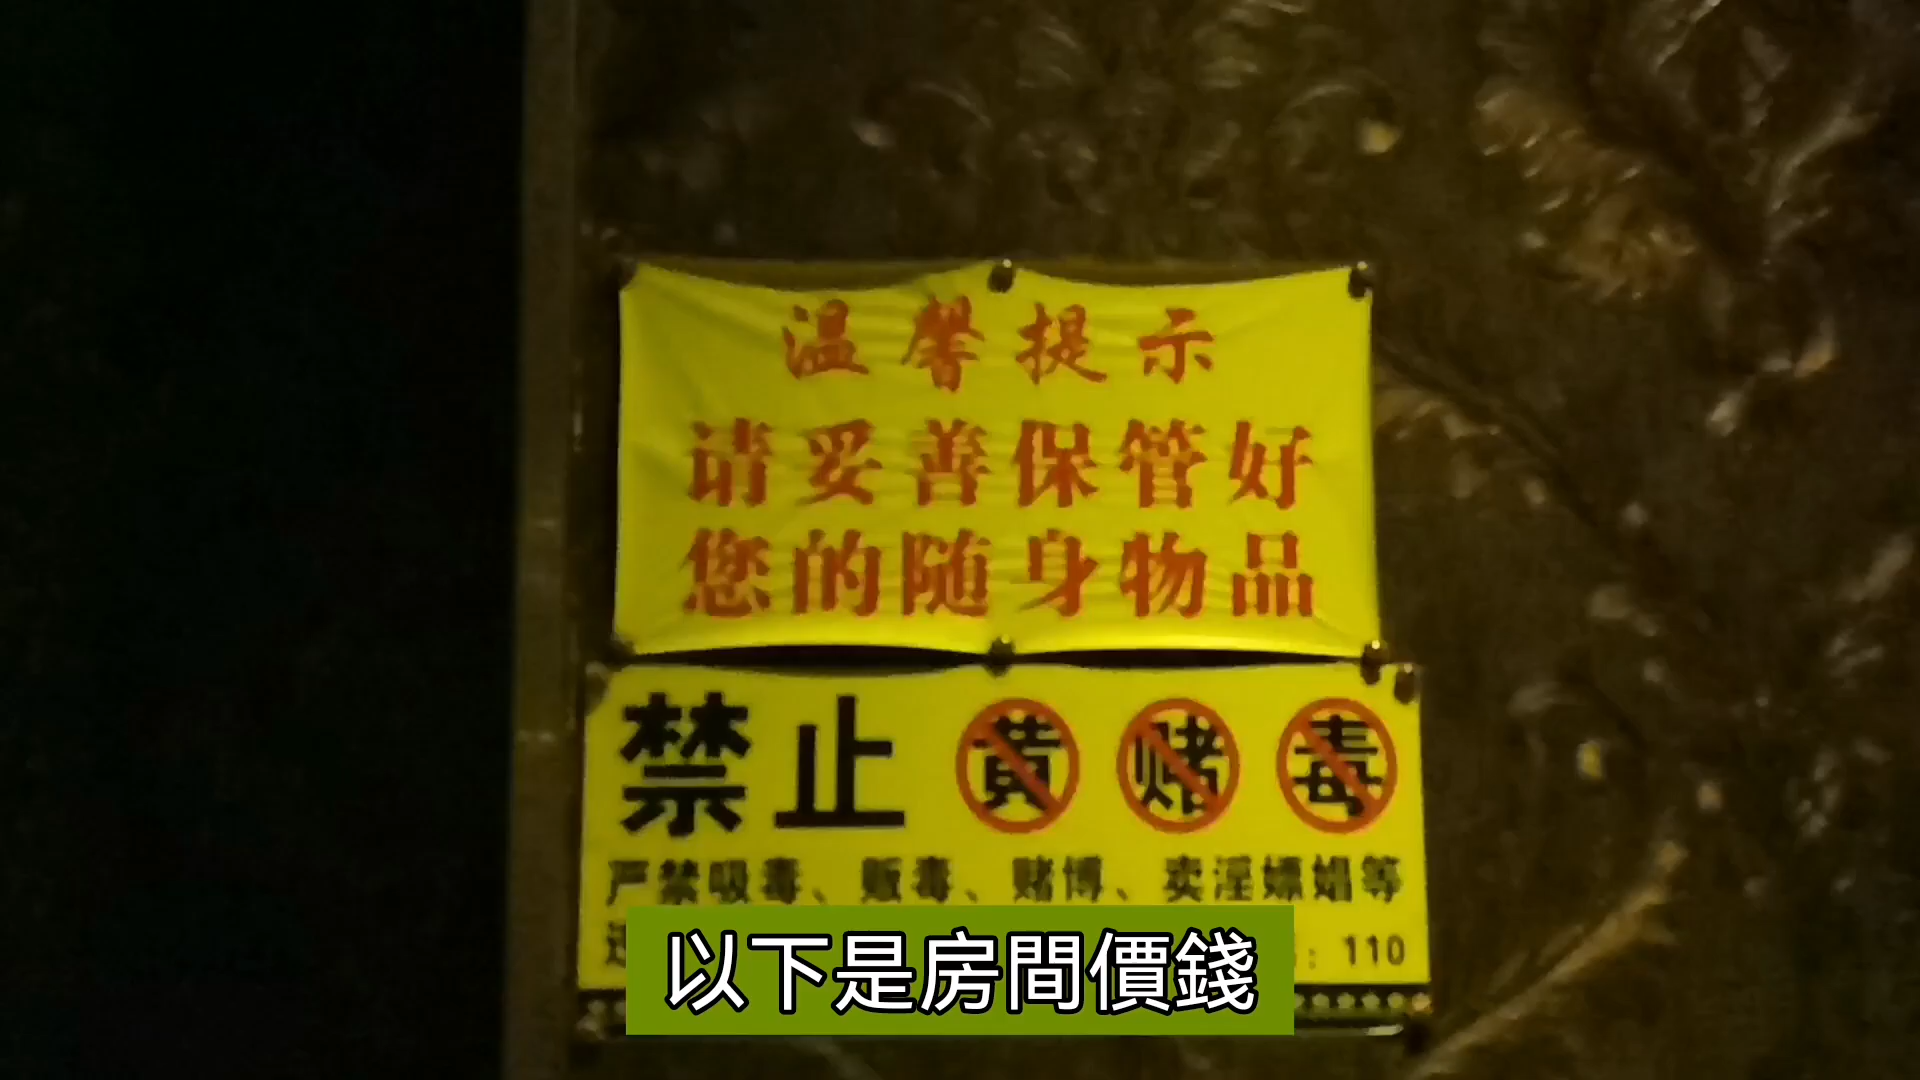 温馨提示
请妥善保管好
您的随身物品
禁止黄赌毒
严禁吸毒、贩毒、赌博、卖淫嫖娼等
: 110
以下是房間價錢